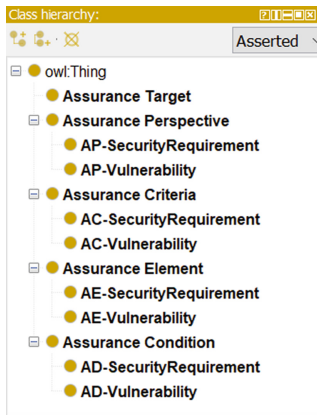 Class hierarchy:
Asserted
owl:Thing
Assurance Target
Assurance Perspective
AP-SecurityRequirement
AP-Vulnerability
Assurance Criteria
AC-SecurityRequirement
AC-Vulnerability
Assurance Element
AE-SecurityRequirement
AE-Vulnerability
Assurance Condition
AD-SecurityRequirement
AD-Vulnerability